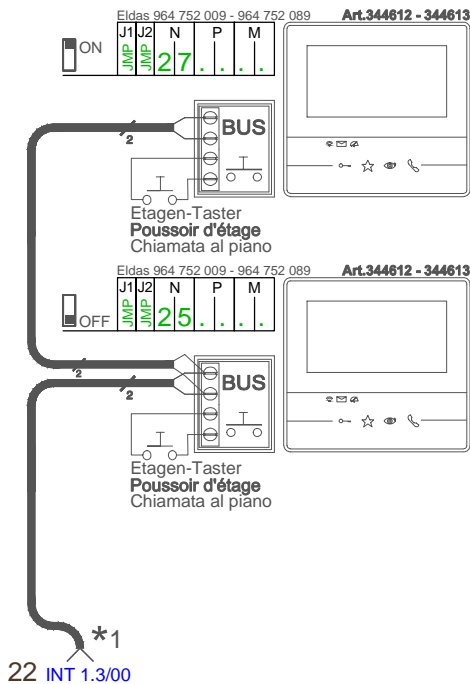 Eldas 964 752 009 - 964 752 089 Art.344612 - 344613
ON J1 J2 N P M
JMP JMP 2 7 . . . .
BUS
2
Etagen-Taster
Poussoir d'étage
Chiamata al piano
Eldas 964 752 009 - 964 752 089 Art.344612 - 344613
J1 J2 N P M
OFF JMP JMP 2 5 . . . .
2
2
BUS
Etagen-Taster
Poussoir d'étage
Chiamata al piano
*1
22 INT 1.3/00